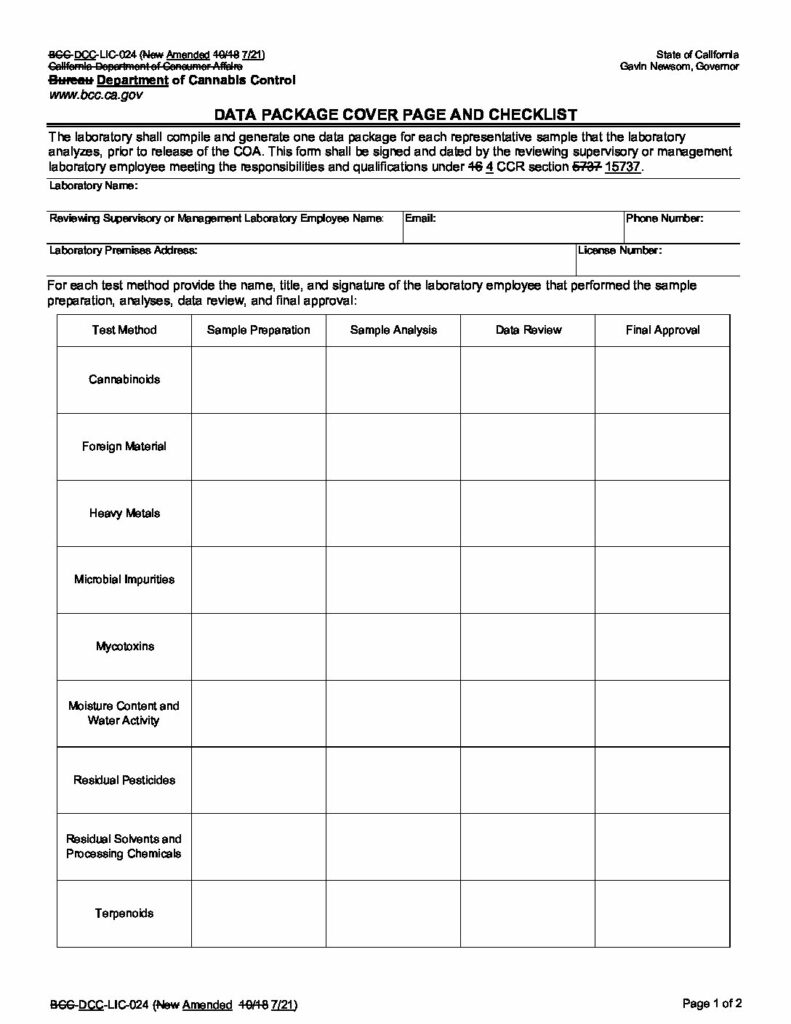 BCC-DCC-LIC-024 (New Amended 10/18 7/21)
California Department of Consumer Affairs
Bureau Department of Cannabis Control
www.bcc.ca.gov
State of California
Gavin Newsom, Governor
DATA PACKAGE COVER PAGE AND CHECKLIST
The laboratory shall compile and generate one data package for each representative sample that the laboratory
analyzes, prior to release of the COA. This form shall be signed and dated by the reviewing supervisory or management
laboratory employee meeting the responsibilities and qualifications under 16 4 CCR section 5737 15737.
Laboratory Name:
Reviewing Supervisory or Management Laboratory Employee Name: Email: Phone Number:
Laboratory Premises Address: License Number:
For each test method provide the name, title, and signature of the laboratory employee that performed the sample
preparation, analyses, data review, and final approval:
Test Method Sample Preparation Sample Analysis Data Review Final Approval
Cannabinoids
Foreign Material
Heavy Metals
Microbial Impurities
Mycotoxins
Moisture Content and
Water Activity
Residual Pesticides
Residual Solvents and
Processing Chemicals
Terpenoids
BCC-DCC-LIC-024 (New Amended 10/18 7/21)
Page 1 of 2